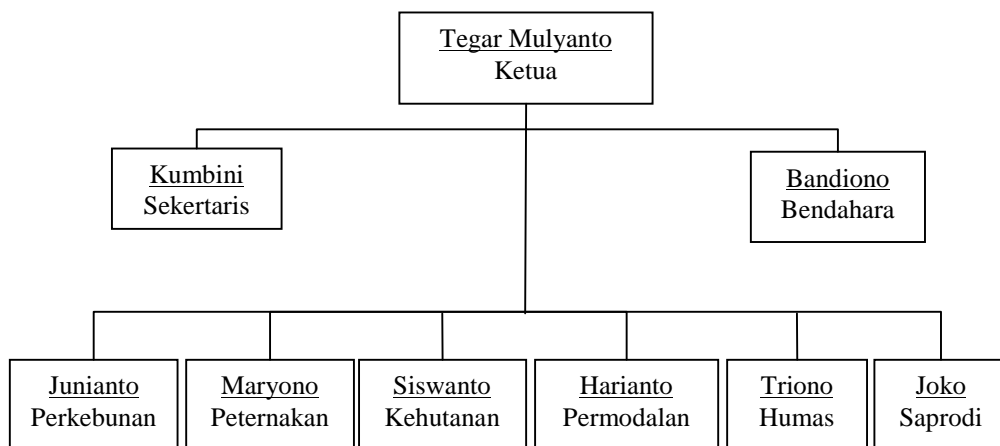 Tegar Mulyanto
Ketua
Kumbini
Sekertaris
Bandiono
Bendahara
Junianto
Perkebunan
Maryono
Peternakan
Siswanto
Kehutanan
Harianto
Permodalan
Triono
Humas
Joko
Saprodi